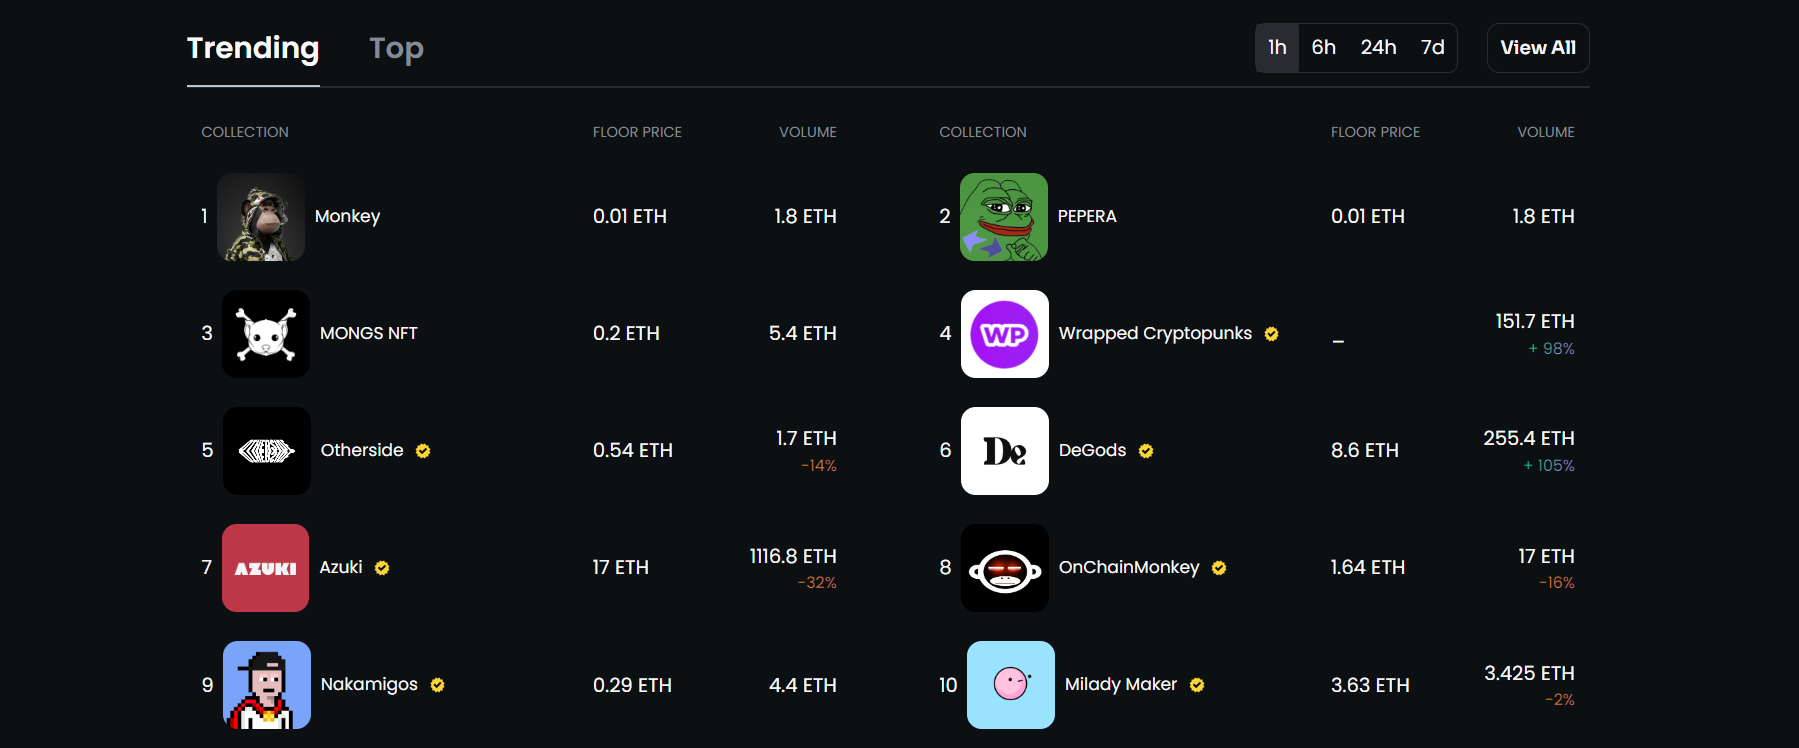 Trending Top 1h 6h 24h 7d View All
COLLECTION FLOOR PRICE VOLUME COLLECTION FLOOR PRICE VOLUME
1 Monkey 0.01 ETH 1.8 ETH
2 PEPERA 0.01 ETH 1.8 ETH
3 MONGS NFT 0.2 ETH 5.4 ETH
4 WP Wrapped Cryptopunks – 151.7 ETH
+ 98%
5 OTHERSIDE Otherside 0.54 ETH 1.7 ETH
-14%
6 De DeGods 8.6 ETH 255.4 ETH
+ 105%
7 AZUKI Azuki 17 ETH 1116.8 ETH
-32%
8 OnChainMonkey 1.64 ETH 17 ETH
-16%
9 Nakamigos 0.29 ETH 4.4 ETH
10 Milady Maker 3.63 ETH 3.425 ETH
-2%